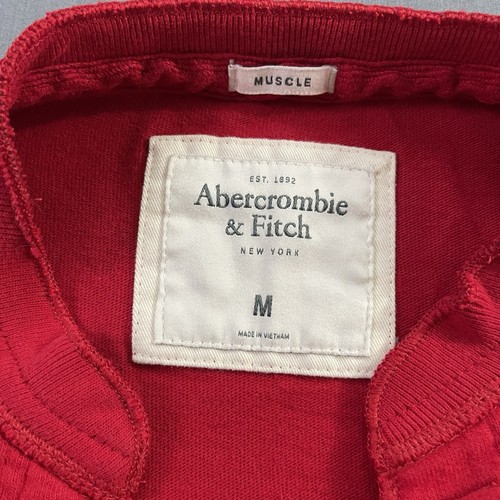 MUSCLE
EST. 1892
Abercrombie
& Fitch
NEW YORK
M
MADE IN VIETNAM